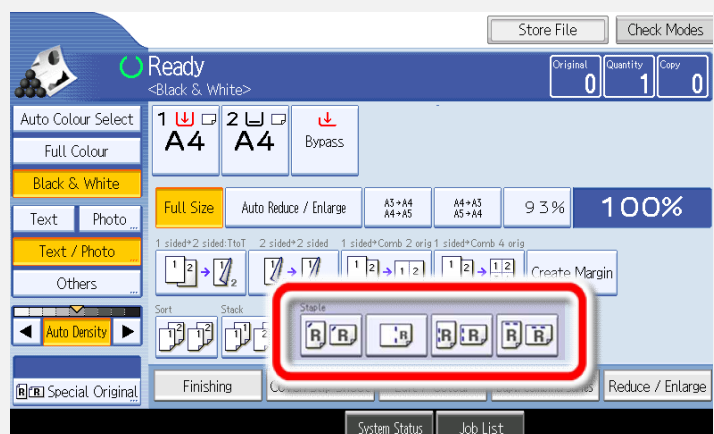 Store File
Check Modes
Ready
<Black & White>
Original
0
Quantity
1
Copy
0
Auto Colour Select
Full Colour
Black & White
Text
Photo
Text / Photo
Others
Auto Density
Special Original
1
A4
2
A4
Bypass
Full Size
Auto Reduce / Enlarge
A3→A4
A4→A5
A4→A3
A5→A4
93%
100%
1 sided→2 sided:TtoT
2 sided→2 sided
1 sided→Comb 2 orig
1 sided→Comb 4 orig
Create Margin
Sort
Stack
Staple
Finishing
Reduce / Enlarge
System Status
Job List